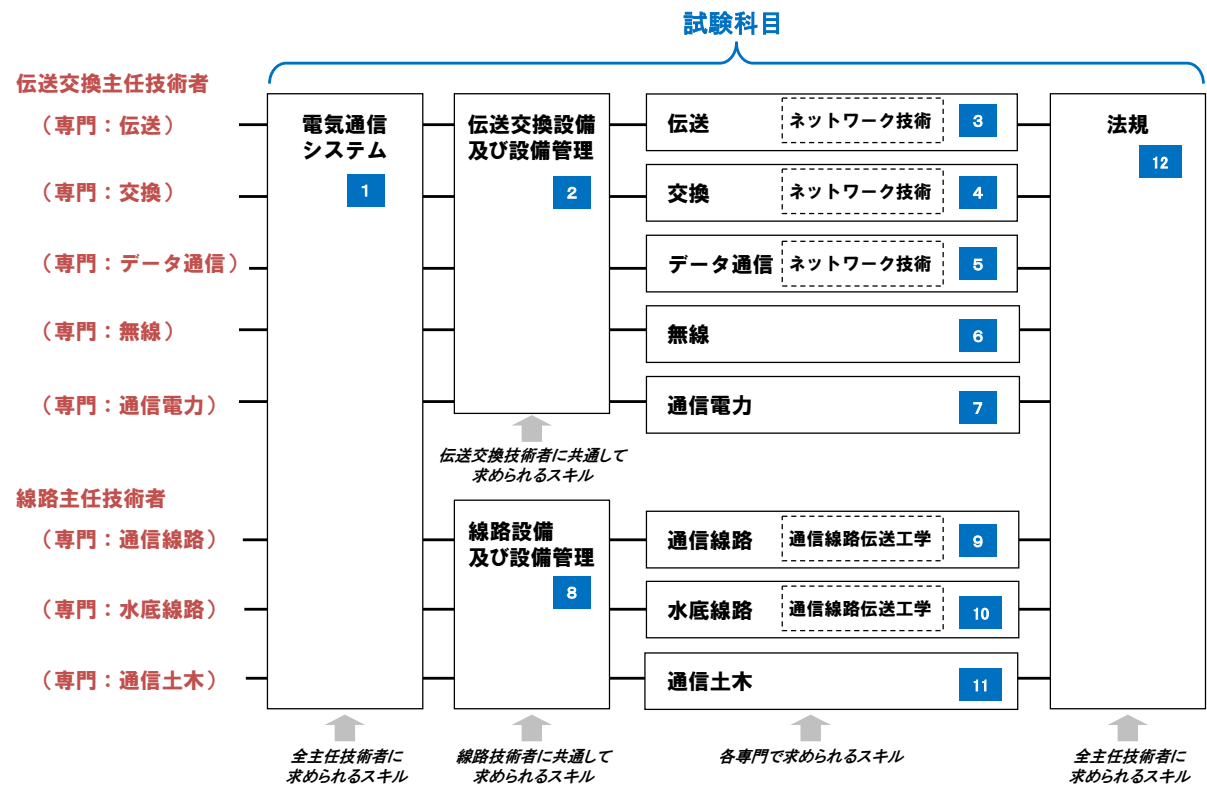 試験科目
伝送交換主任技術者
（専門：伝送）
（専門：交換）
（専門：データ通信）
（専門：無線）
（専門：通信電力）
電気通信
システム
1
伝送交換設備
及び設備管理
2
伝送交換技術者に共通して
求められるスキル
伝送 ネットワーク技術 3
交換 ネットワーク技術 4
データ通信 ネットワーク技術 5
無線 6
通信電力 7
法規
12
線路主任技術者
（専門：通信線路）
（専門：水底線路）
（専門：通信土木）
線路設備
及び設備管理
8
通信線路 通信線路伝送工学 9
水底線路 通信線路伝送工学 10
通信土木 11
全主任技術者に
求められるスキル
線路技術者に共通して
求められるスキル
各専門で求められるスキル
全主任技術者に
求められるスキル